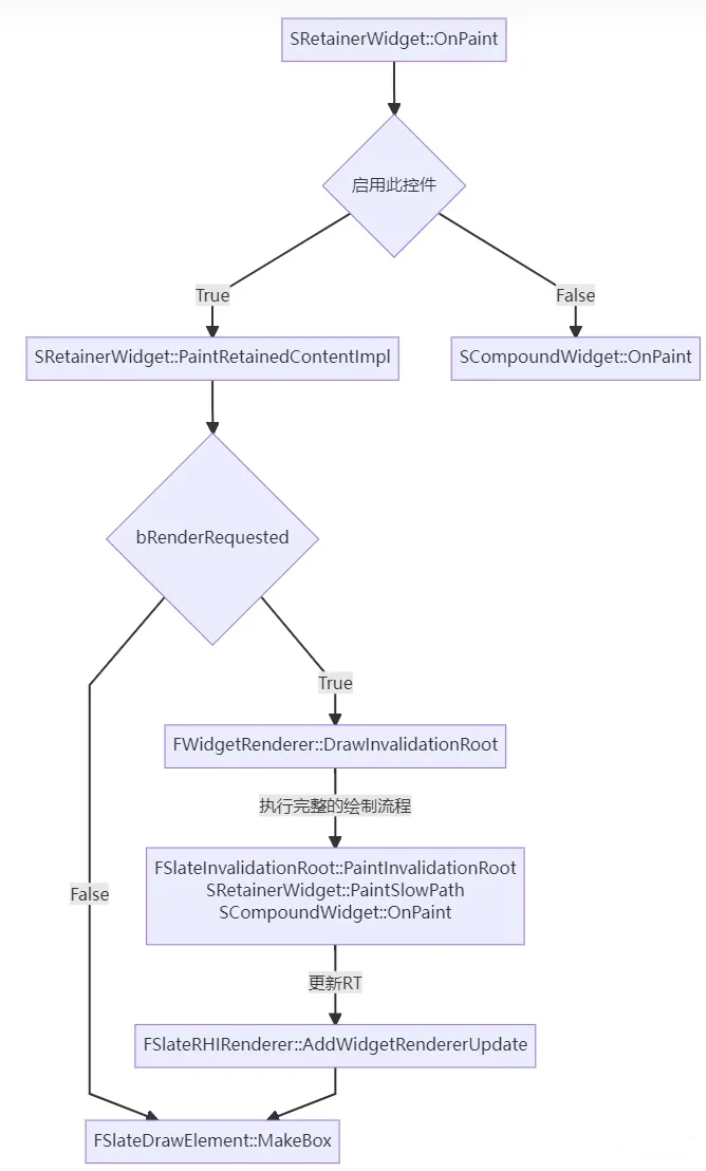 SRetainerWidget::OnPaint
启用此控件
True
False
SRetainerWidget::PaintRetainedContentImpl
SCompoundWidget::OnPaint
bRenderRequested
True
FWidgetRenderer::DrawInvalidationRoot
执行完整的绘制流程
FSlateInvalidationRoot::PaintInvalidationRoot
SRetainerWidget::PaintSlowPath
SCompoundWidget::OnPaint
False
更新RT
FSlateRHIRenderer::AddWidgetRendererUpdate
FSlateDrawElement::MakeBox